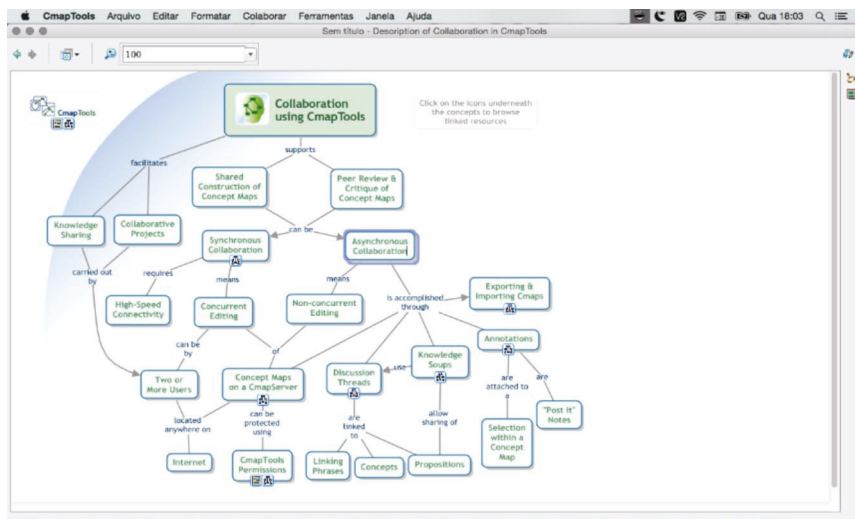 CmapTools Arquivo Editar Formatar Colaborar Ferramentas Janela Ajuda
Qua 18:03
Sem título - Description of Collaboration in CmapTools
100
CmapTools
Collaboration
using CmapTools
Click on the icons underneath
the concepts to browse
linked resources
facilitates
supports
Shared
Construction of
Concept Maps
Peer Review &
Critique of
Concept Maps
Knowledge
Sharing
Collaborative
Projects
can be
Synchronous
Collaboration
Asynchronous
Collaboration
carried out
by
requires
means
means
is accomplished
through
Exporting &
Importing Cmaps
High-Speed
Connectivity
Concurrent
Editing
Non-concurrent
Editing
Annotations
can be
by
of
Two or
More Users
Concept Maps
on a CmapServer
Discussion
Threads
use
Knowledge
Soups
are
attached to
a
are
located
anywhere on
can be
protected
using
are
linked
to
allow
sharing of
"Post it"
Notes
Selection
within a
Concept
Map
Internet
CmapTools
Permissions
Linking
Phrases
Concepts
Propositions